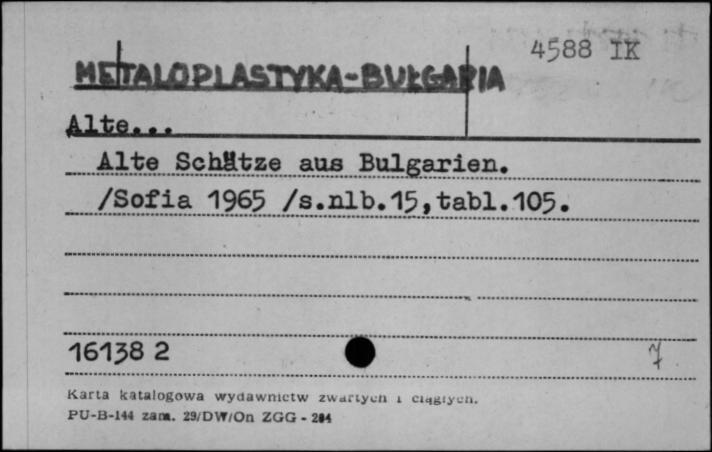 4588 IK
METALOPLASTYKA-BUŁGARIA
Alte...
Alte Schätze aus Bulgarien.
/Sofia 1965 /s.nlb.15,tabl.105.
16138 2
7
Karta katalogowa wydawnictw zwartych i ciągłych.
PU-B-144 zam. 29/DW/On ZGG - 284